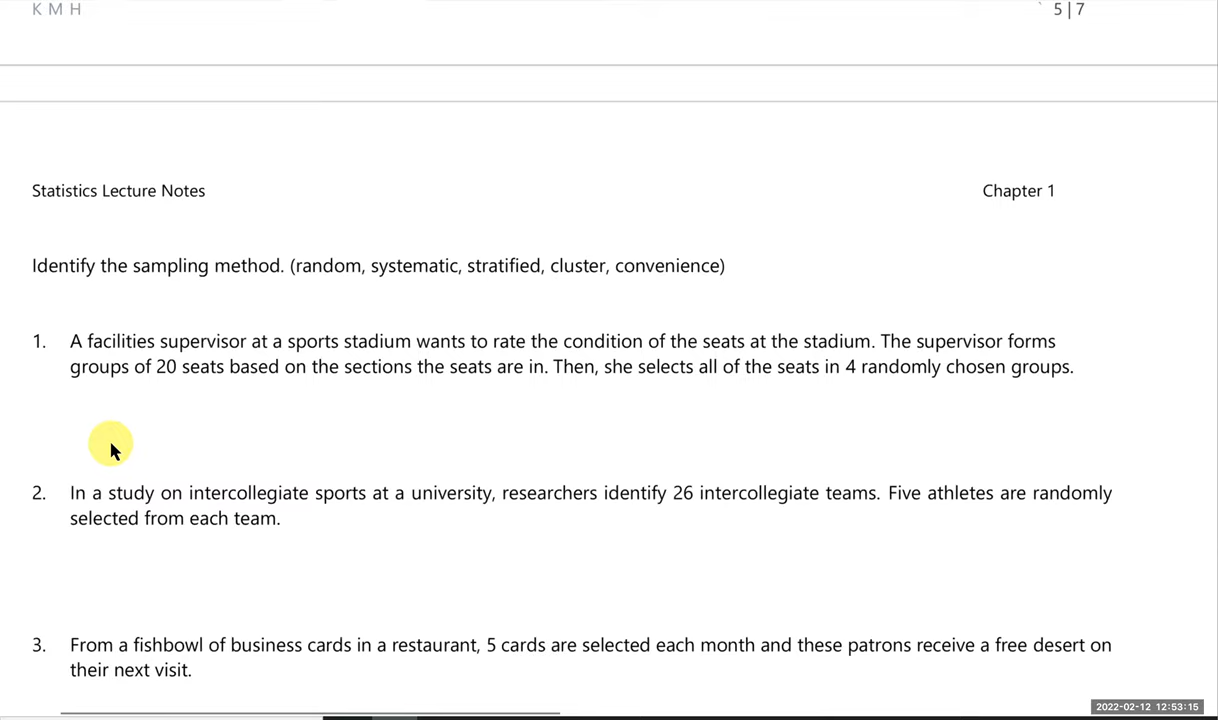 K M H ` 5 | 7
Statistics Lecture Notes Chapter 1
Identify the sampling method. (random, systematic, stratified, cluster, convenience)
1. A facilities supervisor at a sports stadium wants to rate the condition of the seats at the stadium. The supervisor forms
groups of 20 seats based on the sections the seats are in. Then, she selects all of the seats in 4 randomly chosen groups.
2. In a study on intercollegiate sports at a university, researchers identify 26 intercollegiate teams. Five athletes are randomly
selected from each team.
3. From a fishbowl of business cards in a restaurant, 5 cards are selected each month and these patrons receive a free desert on
their next visit.
2022-02-12 12:53:15